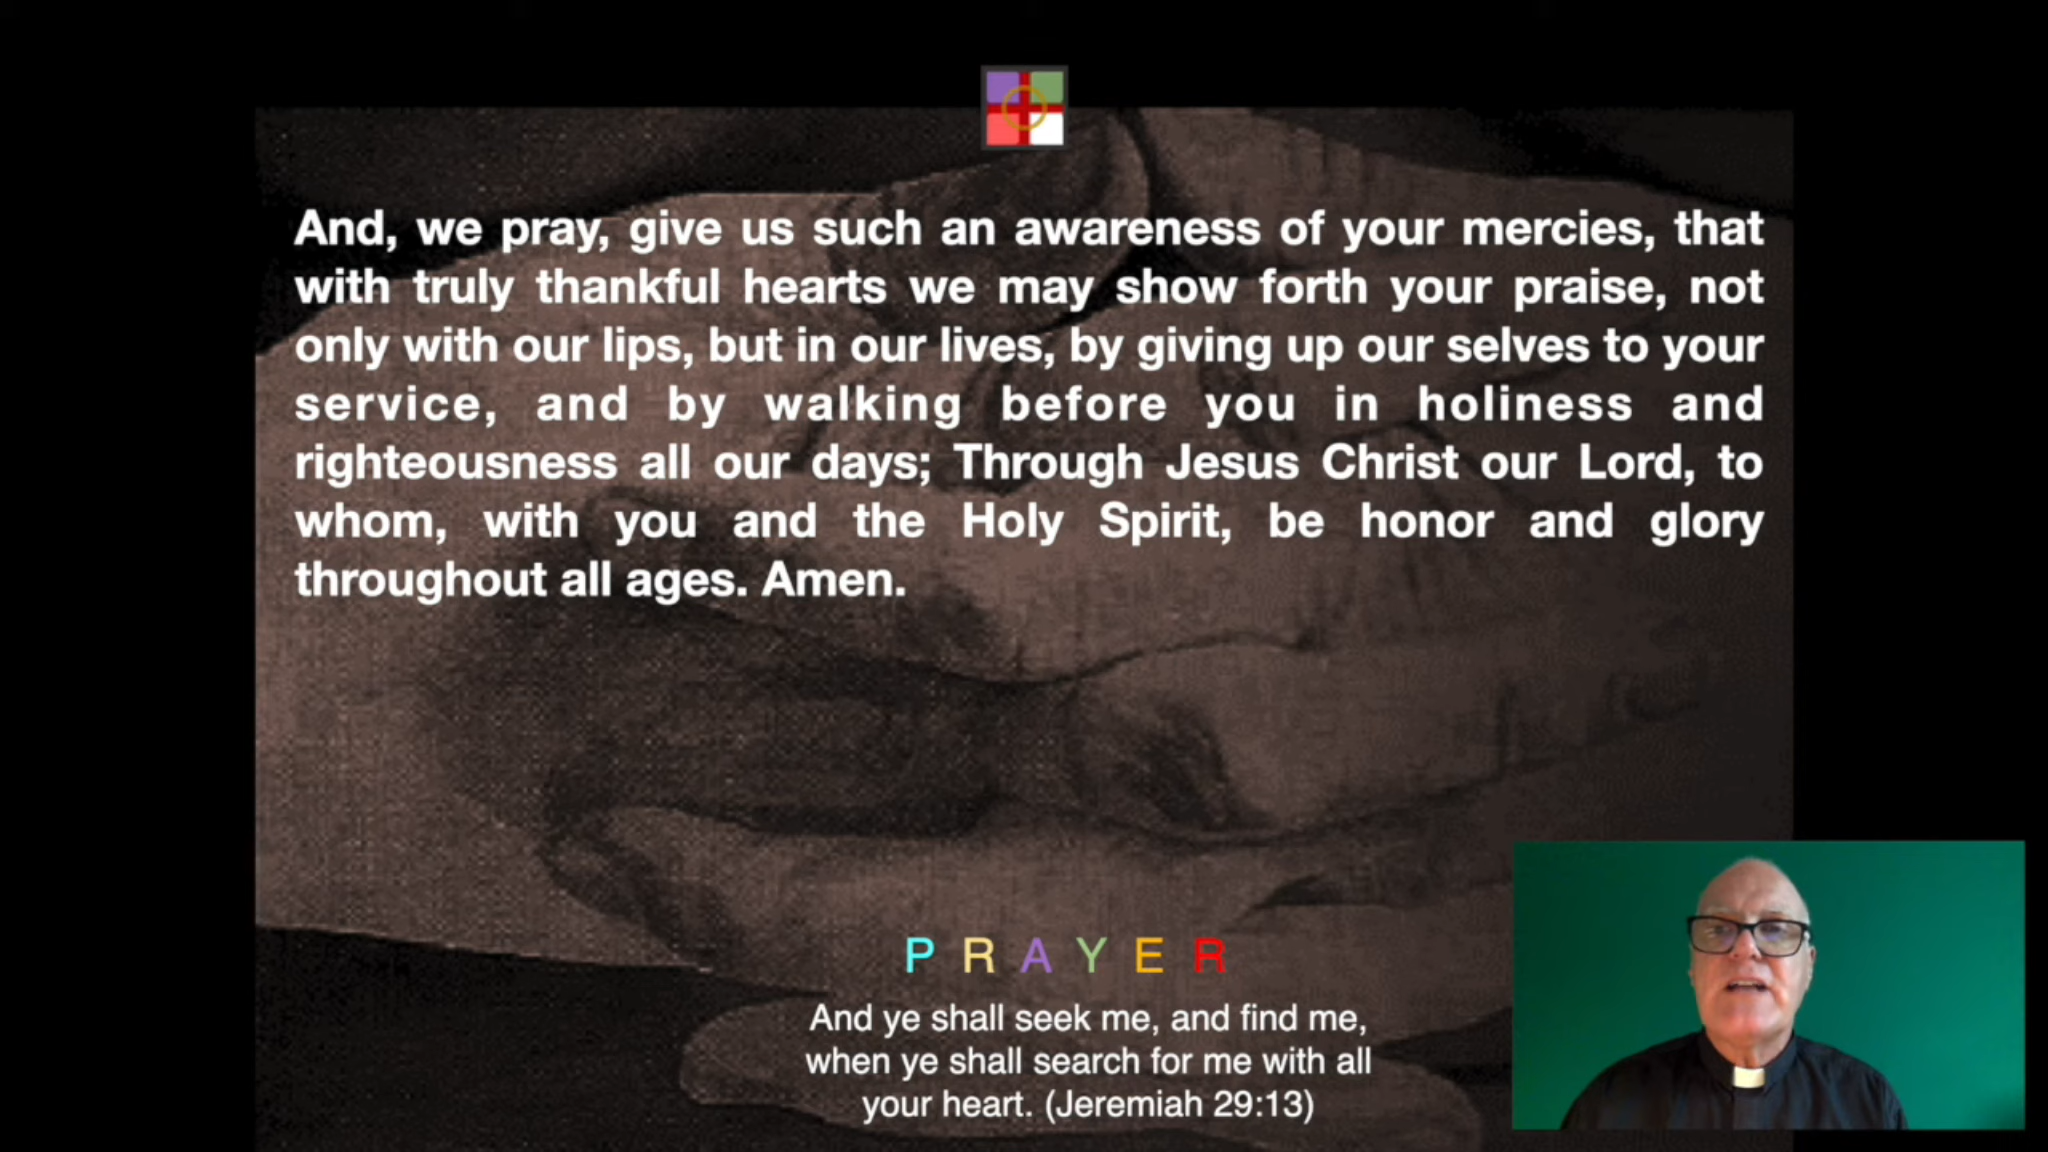 And, we pray, give us such an awareness of your mercies, that
with truly thankful hearts we may show forth your praise, not
only with our lips, but in our lives, by giving up our selves to your
service, and by walking before you in holiness and
righteousness all our days; Through Jesus Christ our Lord, to
whom, with you and the Holy Spirit, be honor and glory
throughout all ages. Amen.
P R A Y E R
And ye shall seek me, and find me,
when ye shall search for me with all
your heart. (Jeremiah 29:13)